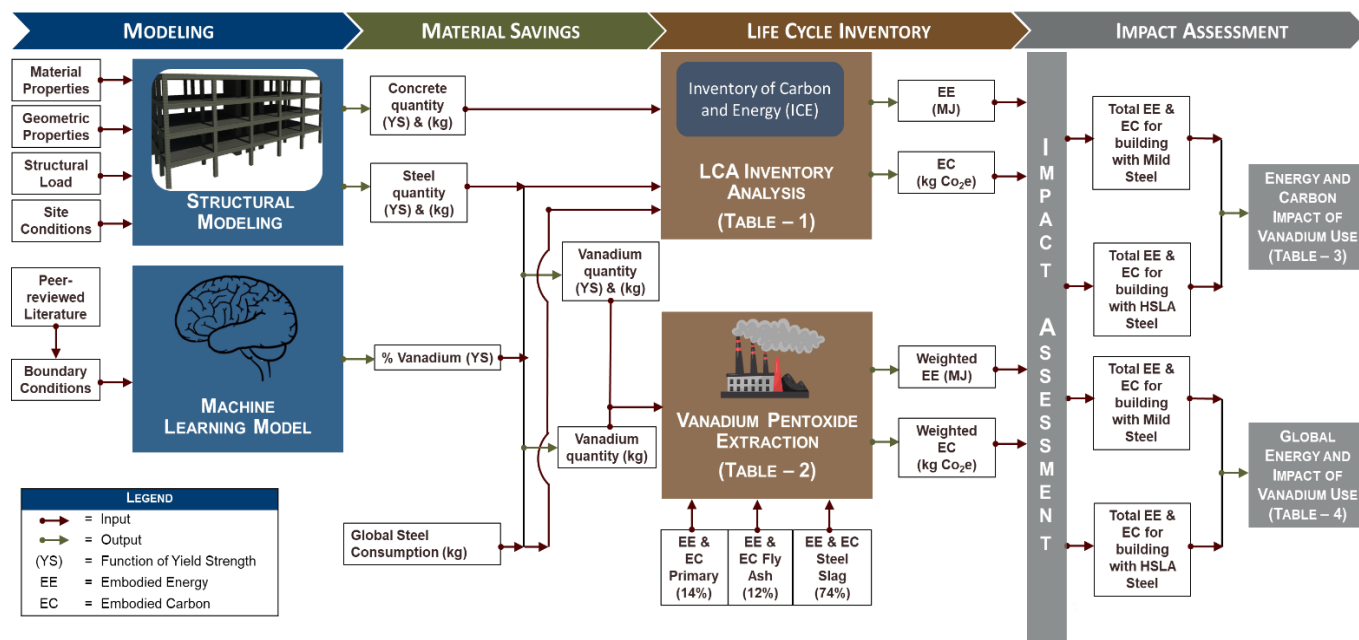 MODELING
MATERIAL SAVINGS
LIFE CYCLE INVENTORY
IMPACT ASSESSMENT
Material
Properties
Geometric
Properties
Structural
Load
Site
Conditions
STRUCTURAL
MODELING
Peer-
reviewed
Literature
Boundary
Conditions
MACHINE
LEARNING MODEL
Concrete
quantity
(YS) & (kg)
Steel
quantity
(YS) & (kg)
Vanadium
quantity
(YS) & (kg)
% Vanadium (YS)
Vanadium
quantity (kg)
Global Steel
Consumption (kg)
Inventory of Carbon
and Energy (ICE)
LCA INVENTORY
ANALYSIS
(TABLE – 1)
VANADIUM PENTOXIDE
EXTRACTION
(TABLE – 2)
EE &
EC
Primary
(14%)
EE &
EC Fly
Ash
(12%)
EE & EC
Steel
Slag
(74%)
EE
(MJ)
EC
(kg Co2e)
Weighted
EE (MJ)
Weighted
EC
(kg Co2e)
IMPACT ASSESSMENT
Total EE &
EC for
building
with Mild
Steel
Total EE &
EC for
building
with HSLA
Steel
Total EE &
EC for
building
with Mild
Steel
Total EE &
EC for
building
with HSLA
Steel
ENERGY AND
CARBON
IMPACT OF
VANADIUM USE
(TABLE – 3)
GLOBAL
ENERGY AND
IMPACT OF
VANADIUM USE
(TABLE – 4)
LEGEND
= Input
= Output
(YS) = Function of Yield Strength
EE = Embodied Energy
EC = Embodied Carbon